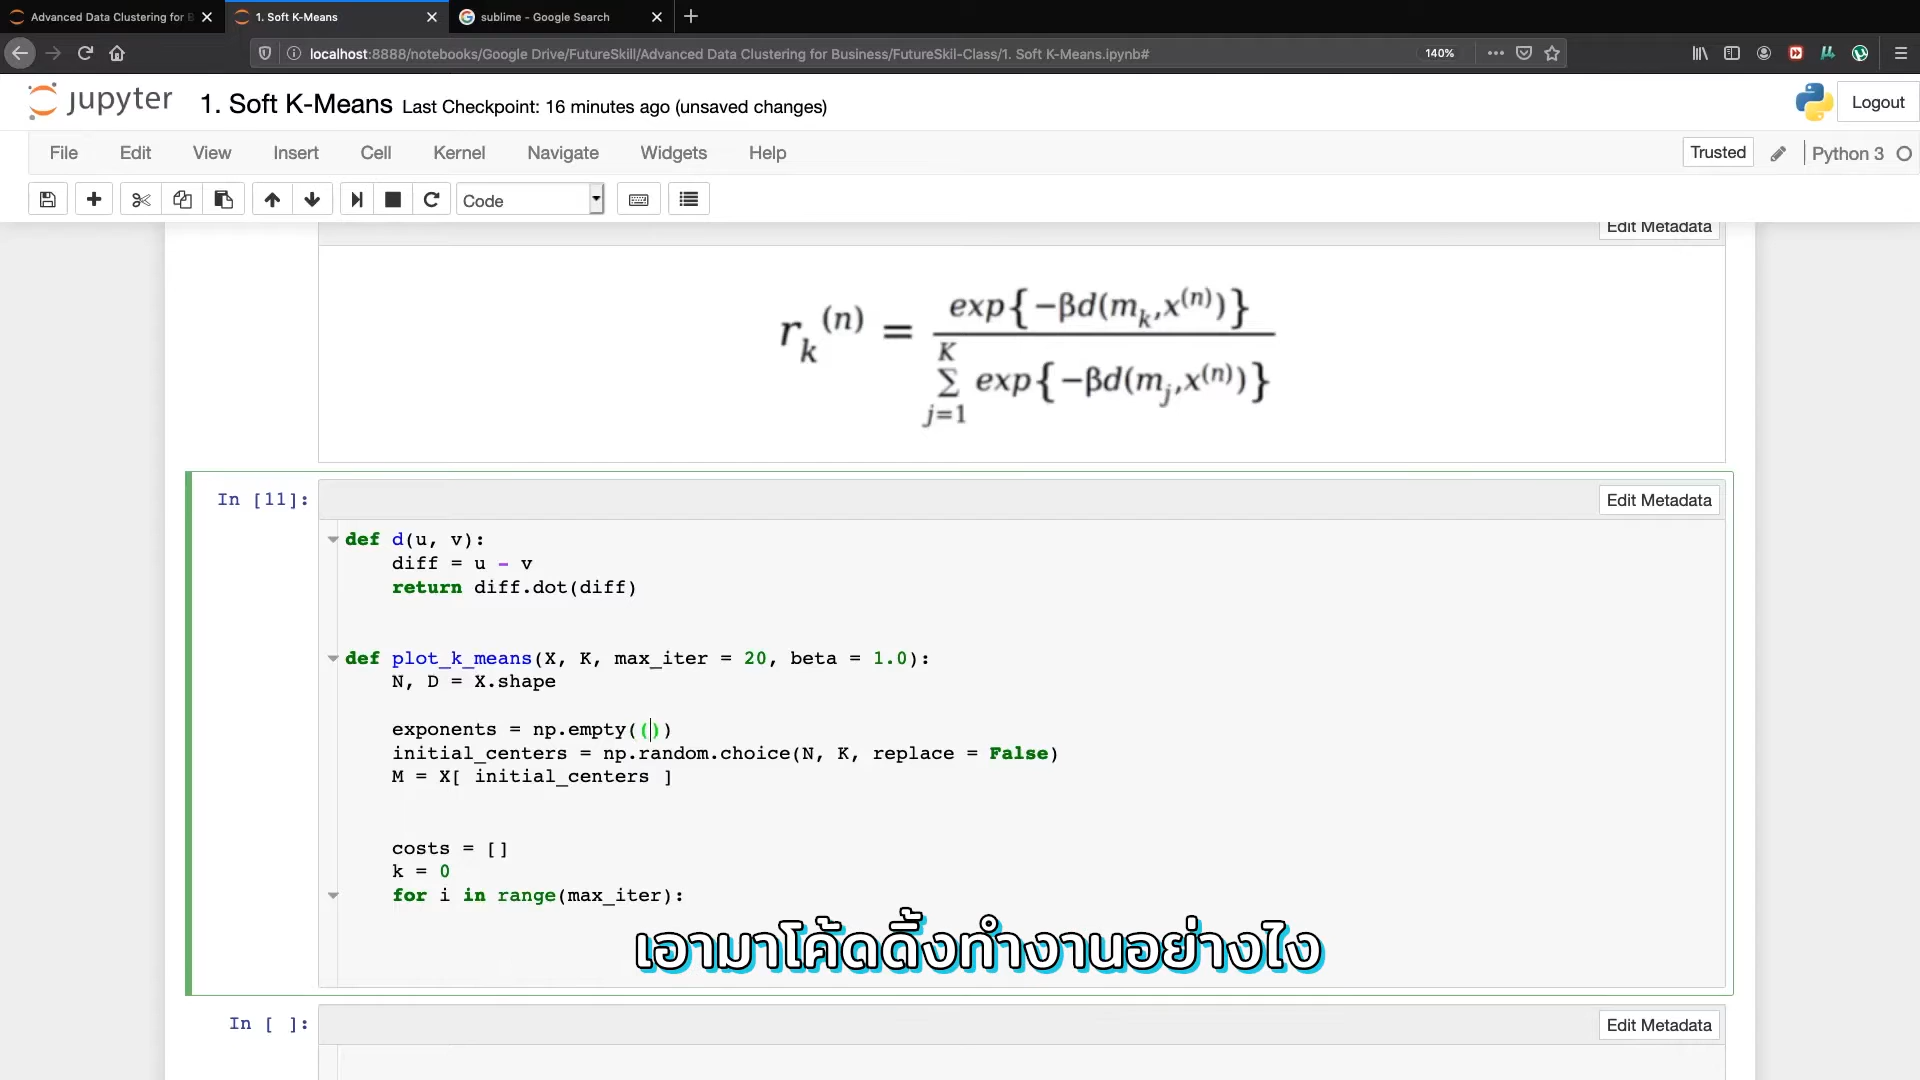 Advanced Data Clustering for B
1. Soft K-Means
sublime - Google Search
localhost:8888/notebooks/Google Drive/FutureSkill/Advanced Data Clustering for Business/FutureSkil-Class/1. Soft K-Means.ipynb#
140%
jupyter
1. Soft K-Means Last Checkpoint: 16 minutes ago (unsaved changes)
Logout
File Edit View Insert Cell Kernel Navigate Widgets Help
Trusted
Python 3
Code
Edit Metadata
r_k^(n) = exp{−βd(m_k,x^(n))} / Σ_{j=1}^{K} exp{−βd(m_j,x^(n))}
In [11]:
Edit Metadata
def d(u, v):
    diff = u - v
    return diff.dot(diff)
def plot_k_means(X, K, max_iter = 20, beta = 1.0):
    N, D = X.shape
    exponents = np.empty(())
    initial_centers = np.random.choice(N, K, replace = False)
    M = X[ initial_centers ]
    costs = []
    k = 0
    for i in range(max_iter):
เอามาโค้ดดิ้งทำงานอย่างไง
In [ ]:
Edit Metadata